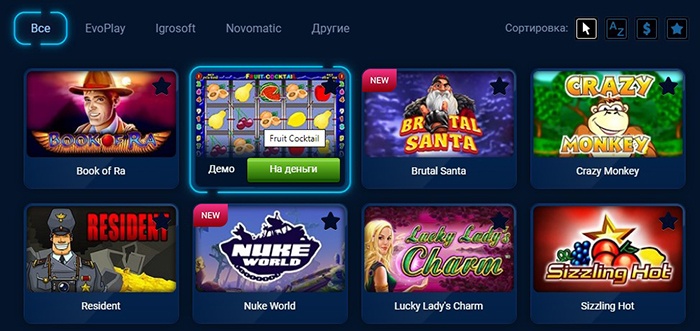 Все
EvoPlay
Igrosoft
Novomatic
Другие
Сортировка:
AZ
$
BOOK OF RA
Book of Ra
FRUIT COCKTAIL
Fruit Cocktail
Демо
На деньги
NEW
BRUTAL
SANTA
Brutal Santa
CRAZY
MONKEY
Crazy Monkey
RESIDENT
Resident
NEW
NUKE
WORLD
Nuke World
Lucky Lady's
Charm
Lucky Lady's Charm
Sizzling Hot
Sizzling Hot